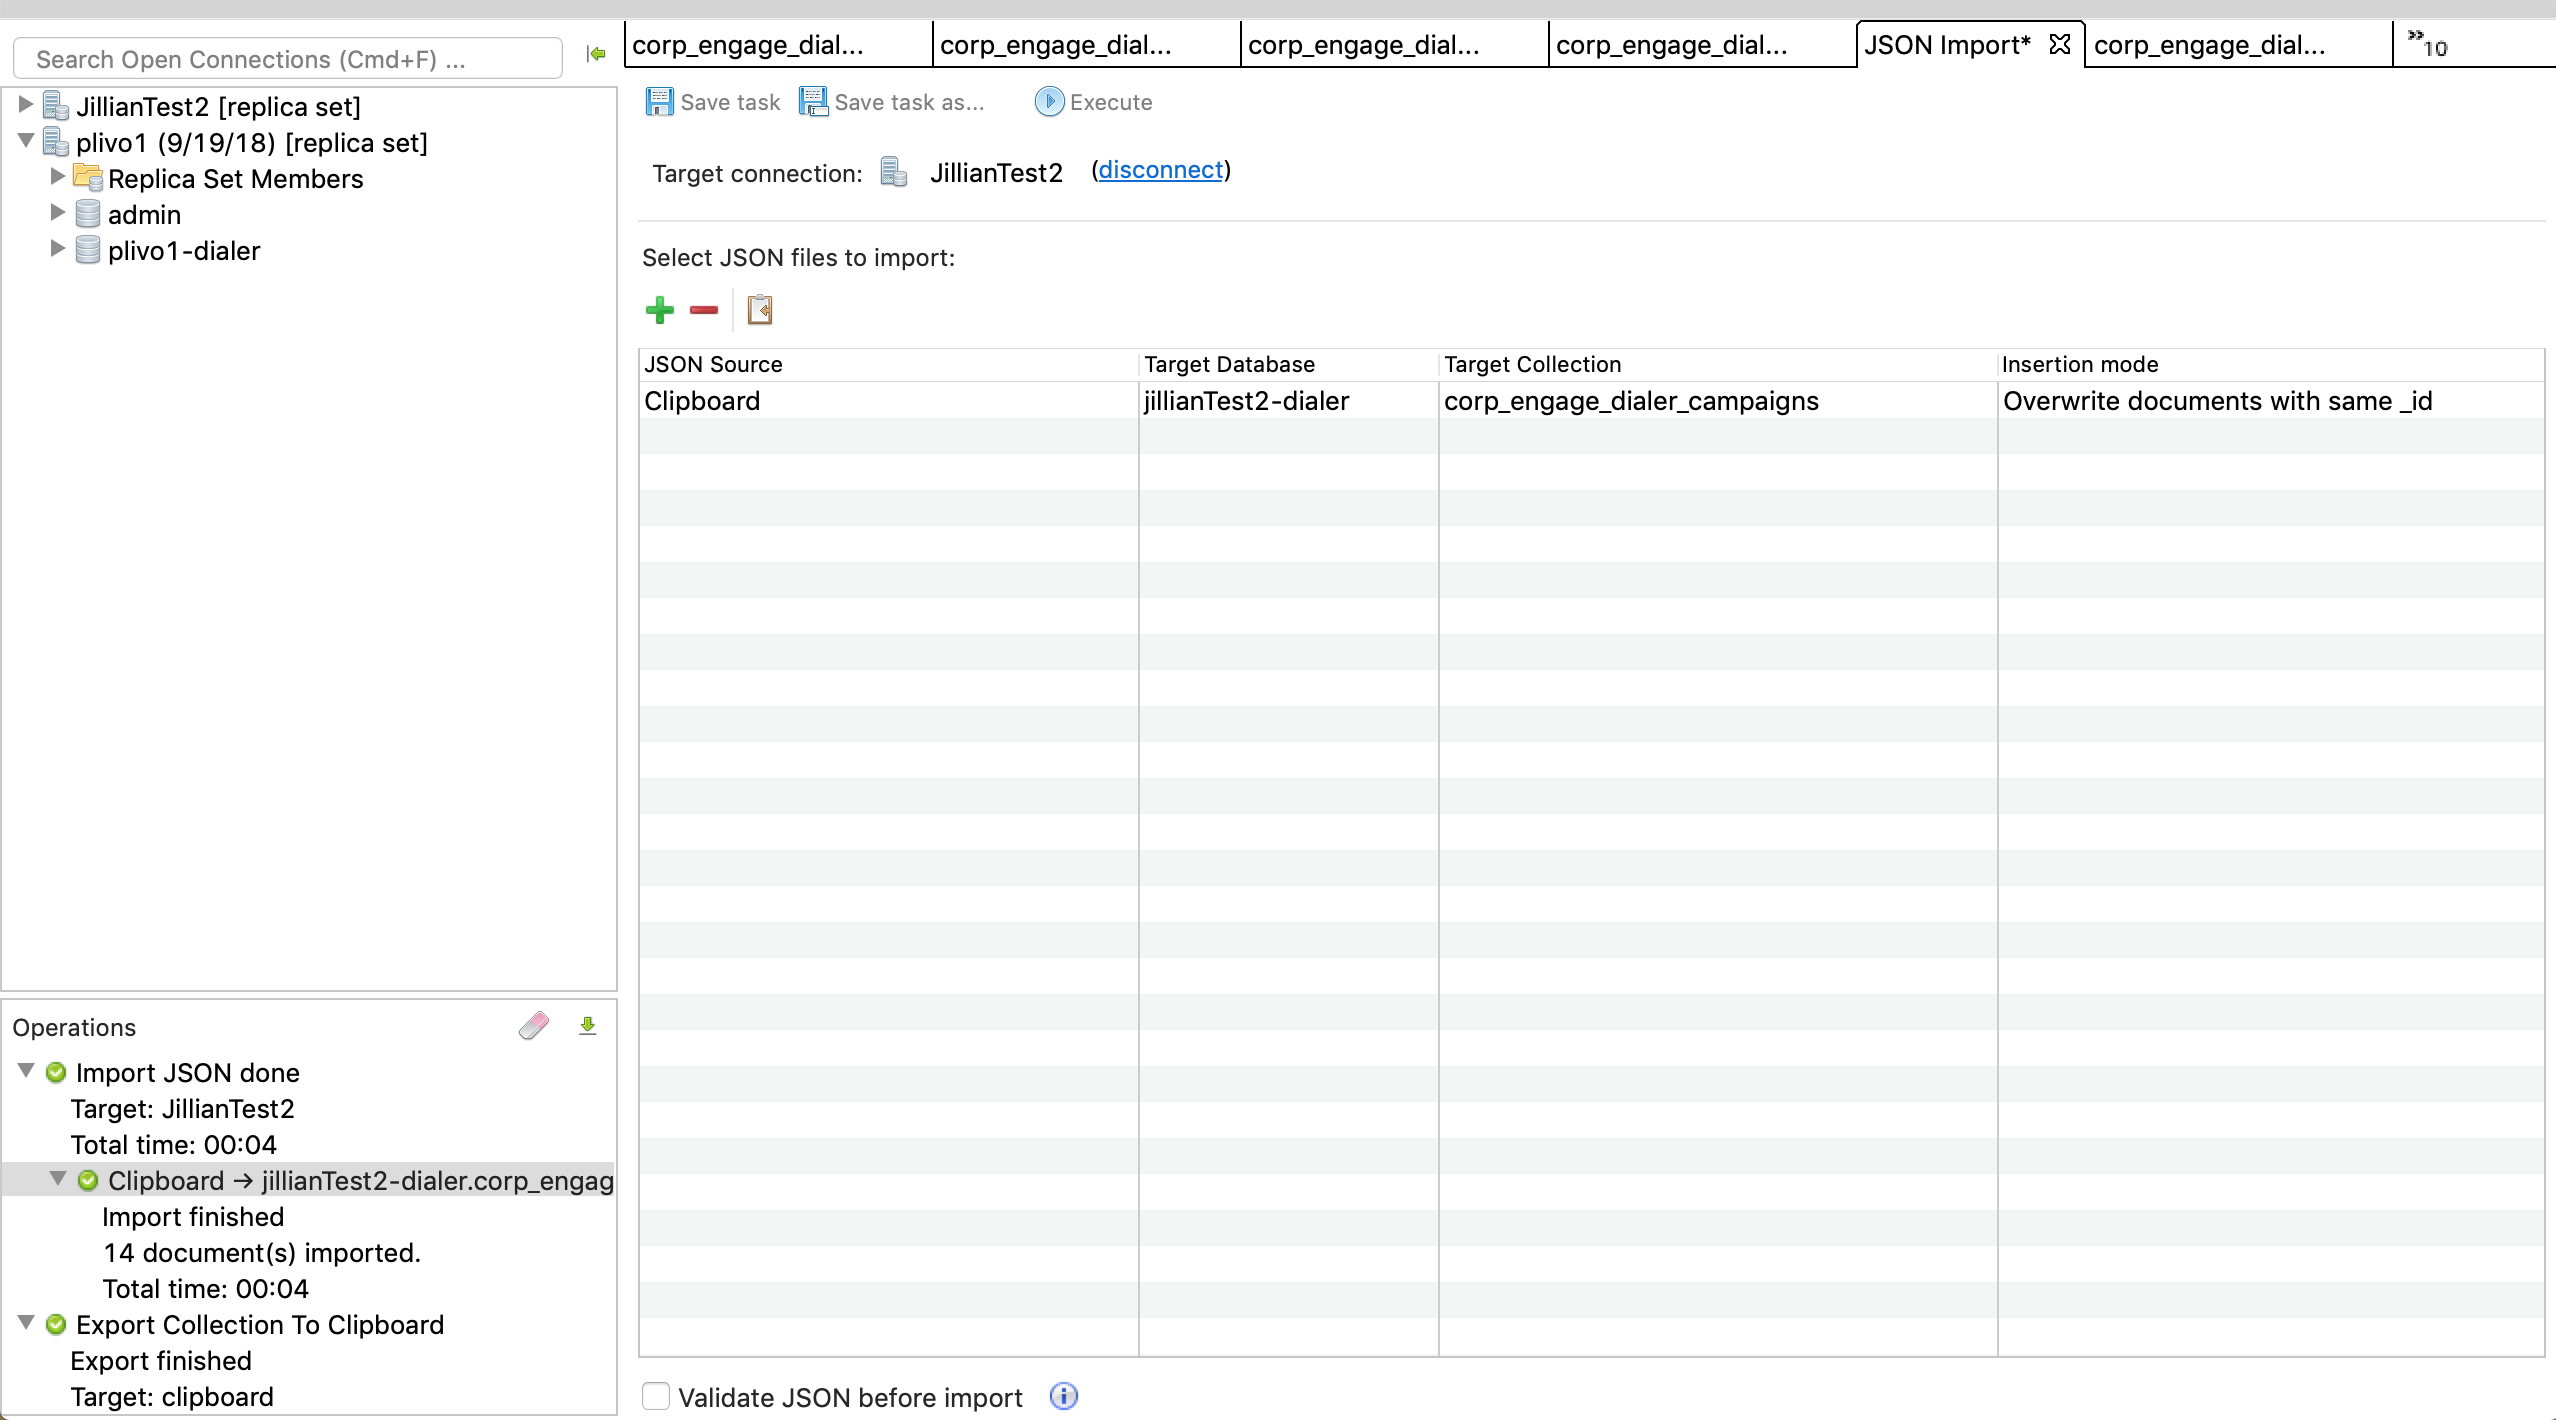 Search Open Connections (Cmd+F) ...
corp_engage_dial...
corp_engage_dial...
corp_engage_dial...
corp_engage_dial...
JSON Import*
corp_engage_dial...
»10
JillianTest2 [replica set]
plivo1 (9/19/18) [replica set]
Replica Set Members
admin
plivo1-dialer
Save task
Save task as...
Execute
Target connection: JillianTest2 (disconnect)
Select JSON files to import:
JSON Source Target Database Target Collection Insertion mode
Clipboard jillianTest2-dialer corp_engage_dialer_campaigns Overwrite documents with same _id
Validate JSON before import
Operations
Import JSON done
Target: JillianTest2
Total time: 00:04
Clipboard → jillianTest2-dialer.corp_engag
Import finished
14 document(s) imported.
Total time: 00:04
Export Collection To Clipboard
Export finished
Target: clipboard